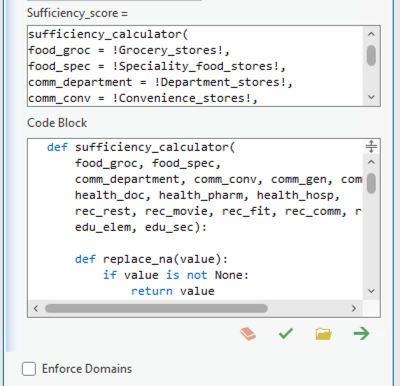 Sufficiency_score =
sufficiency_calculator(
food_groc = !Grocery_stores!,
food_spec = !Speciality_food_stores!,
comm_department = !Department_stores!,
comm_conv = !Convenience_stores!,
Code Block
def sufficiency_calculator(
food_groc, food_spec,
comm_department, comm_conv, comm_gen, com
health_doc, health_pharm, health_hosp,
rec_rest, rec_movie, rec_fit, rec_comm, r
edu_elem, edu_sec):
def replace_na(value):
if value is not None:
return value
Enforce Domains